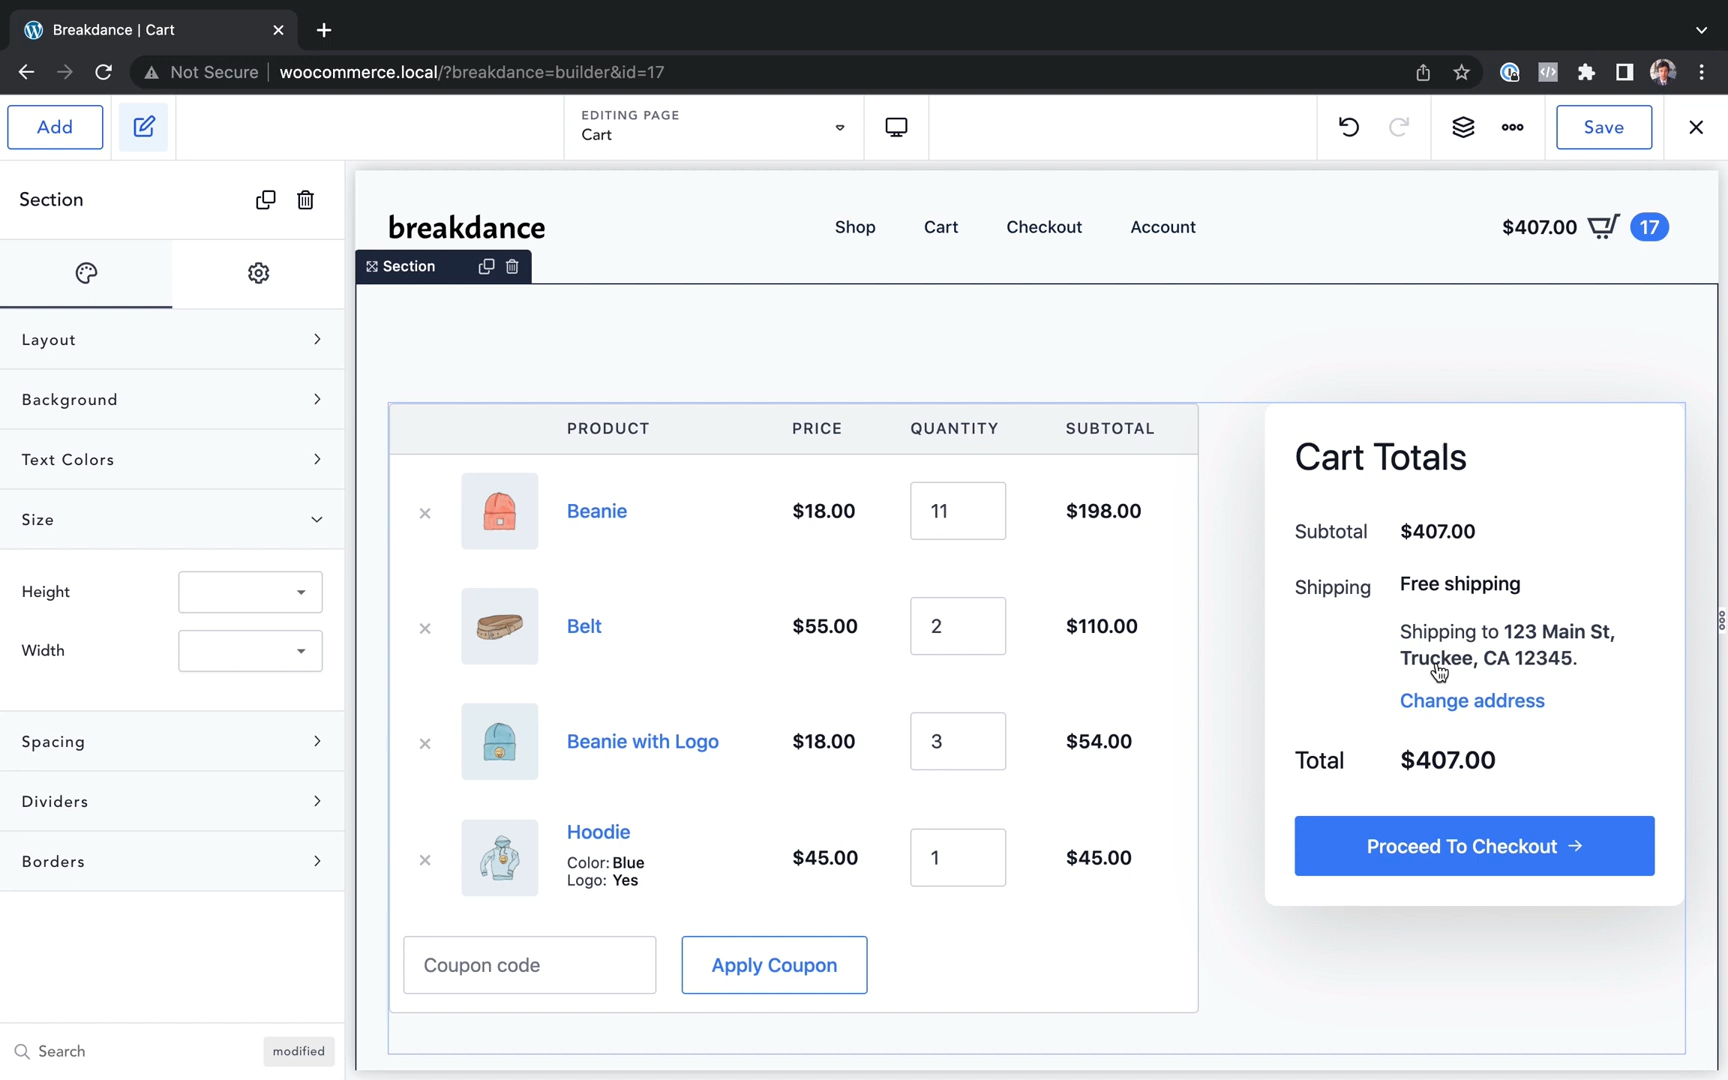 Breakdance | Cart
Not Secure woocommerce.local/?breakdance=builder&id=17
Add
EDITING PAGE
Cart
Save
Section
Layout
Background
Text Colors
Size
Height
Width
Spacing
Dividers
Borders
Search
modified
breakdance
Shop Cart Checkout Account
$407.00 17
Section
PRODUCT PRICE QUANTITY SUBTOTAL
Beanie $18.00 11 $198.00
Belt $55.00 2 $110.00
Beanie with Logo $18.00 3 $54.00
Hoodie
Color: Blue
Logo: Yes
$45.00 1 $45.00
Coupon code Apply Coupon
Cart Totals
Subtotal $407.00
Shipping Free shipping
Shipping to 123 Main St,
Truckee, CA 12345.
Change address
Total $407.00
Proceed To Checkout →